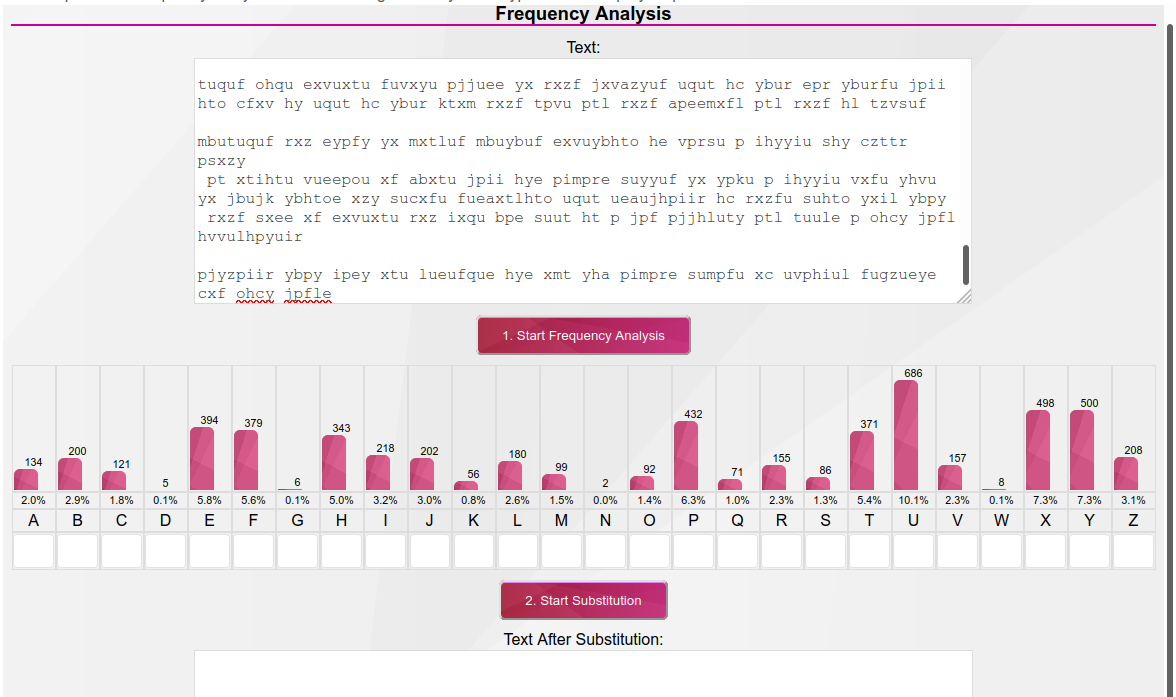 Frequency Analysis
Text:
tuquf ohqu exvuxtu fuvxyu pjjuee yx rxzf jxvazyuf uqut hc ybur epr yburfu jpii
hto cfxv hy uqut hc ybur ktxm rxzf tpvu ptl rxzf apeemxfl ptl rxzf hl tzvsuf
mbutuquf rxz eypfy yx mxtluf mbuybuf exvuybhto he vprsu p ihyyiu shy czttr
psxzy
pt xtihtu vueepou xf abxtu jpii hye pimpre suyyuf yx ypku p ihyyiu vxfu yhvu
yx jbujk ybhtoe xzy sucxfu fueaxtlhto uqut ueaujhpiir hc rxzfu suhto yxil ybpy
rxzf sxee xf exvuxtu rxz ixqu bpe suut ht p jpf pjjhluty ptl tuule p ohcy jpfl
hvvulhpyuir
pjyzpiir ybpy ipey xtu lueufque hye xmt yha pimpre sumpfu xc uvphiul fugzueye
cxf ohcy jpfle
1. Start Frequency Analysis
134 200 121 5 394 379 6 343 218 202 56 180 99 2 92 432 71 155 86 371 686 157 8 498 500 208
2.0% 2.9% 1.8% 0.1% 5.8% 5.6% 0.1% 5.0% 3.2% 3.0% 0.8% 2.6% 1.5% 0.0% 1.4% 6.3% 1.0% 2.3% 1.3% 5.4% 10.1% 2.3% 0.1% 7.3% 7.3% 3.1%
A B C D E F G H I J K L M N O P Q R S T U V W X Y Z
2. Start Substitution
Text After Substitution: